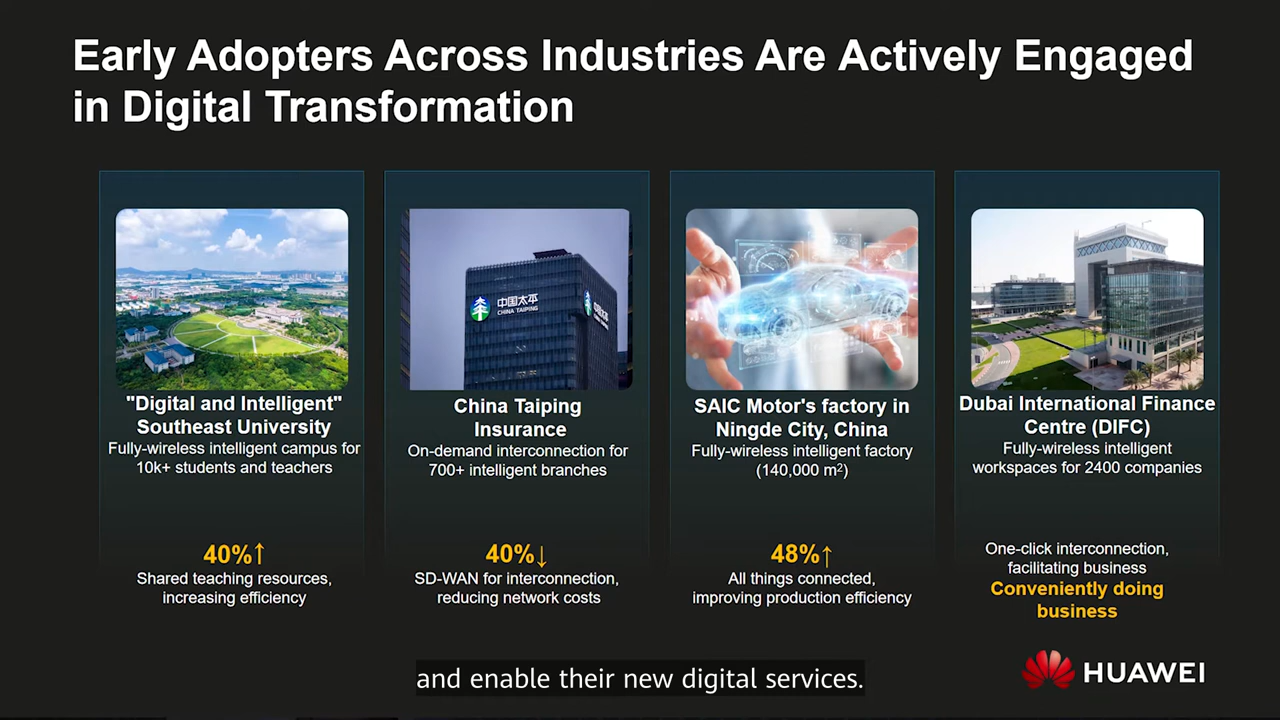 Early Adopters Across Industries Are Actively Engaged
in Digital Transformation
中国太平
CHINA TAIPING
"Digital and Intelligent"
Southeast University
Fully-wireless intelligent campus for
10k+ students and teachers
40%↑
Shared teaching resources,
increasing efficiency
China Taiping
Insurance
On-demand interconnection for
700+ intelligent branches
40%↓
SD-WAN for interconnection,
reducing network costs
SAIC Motor's factory in
Ningde City, China
Fully-wireless intelligent factory
(140,000 m²)
48%↑
All things connected,
improving production efficiency
Dubai International Finance
Centre (DIFC)
Fully-wireless intelligent
workspaces for 2400 companies
One-click interconnection,
facilitating business
Conveniently doing
business
and enable their new digital services.
HUAWEI